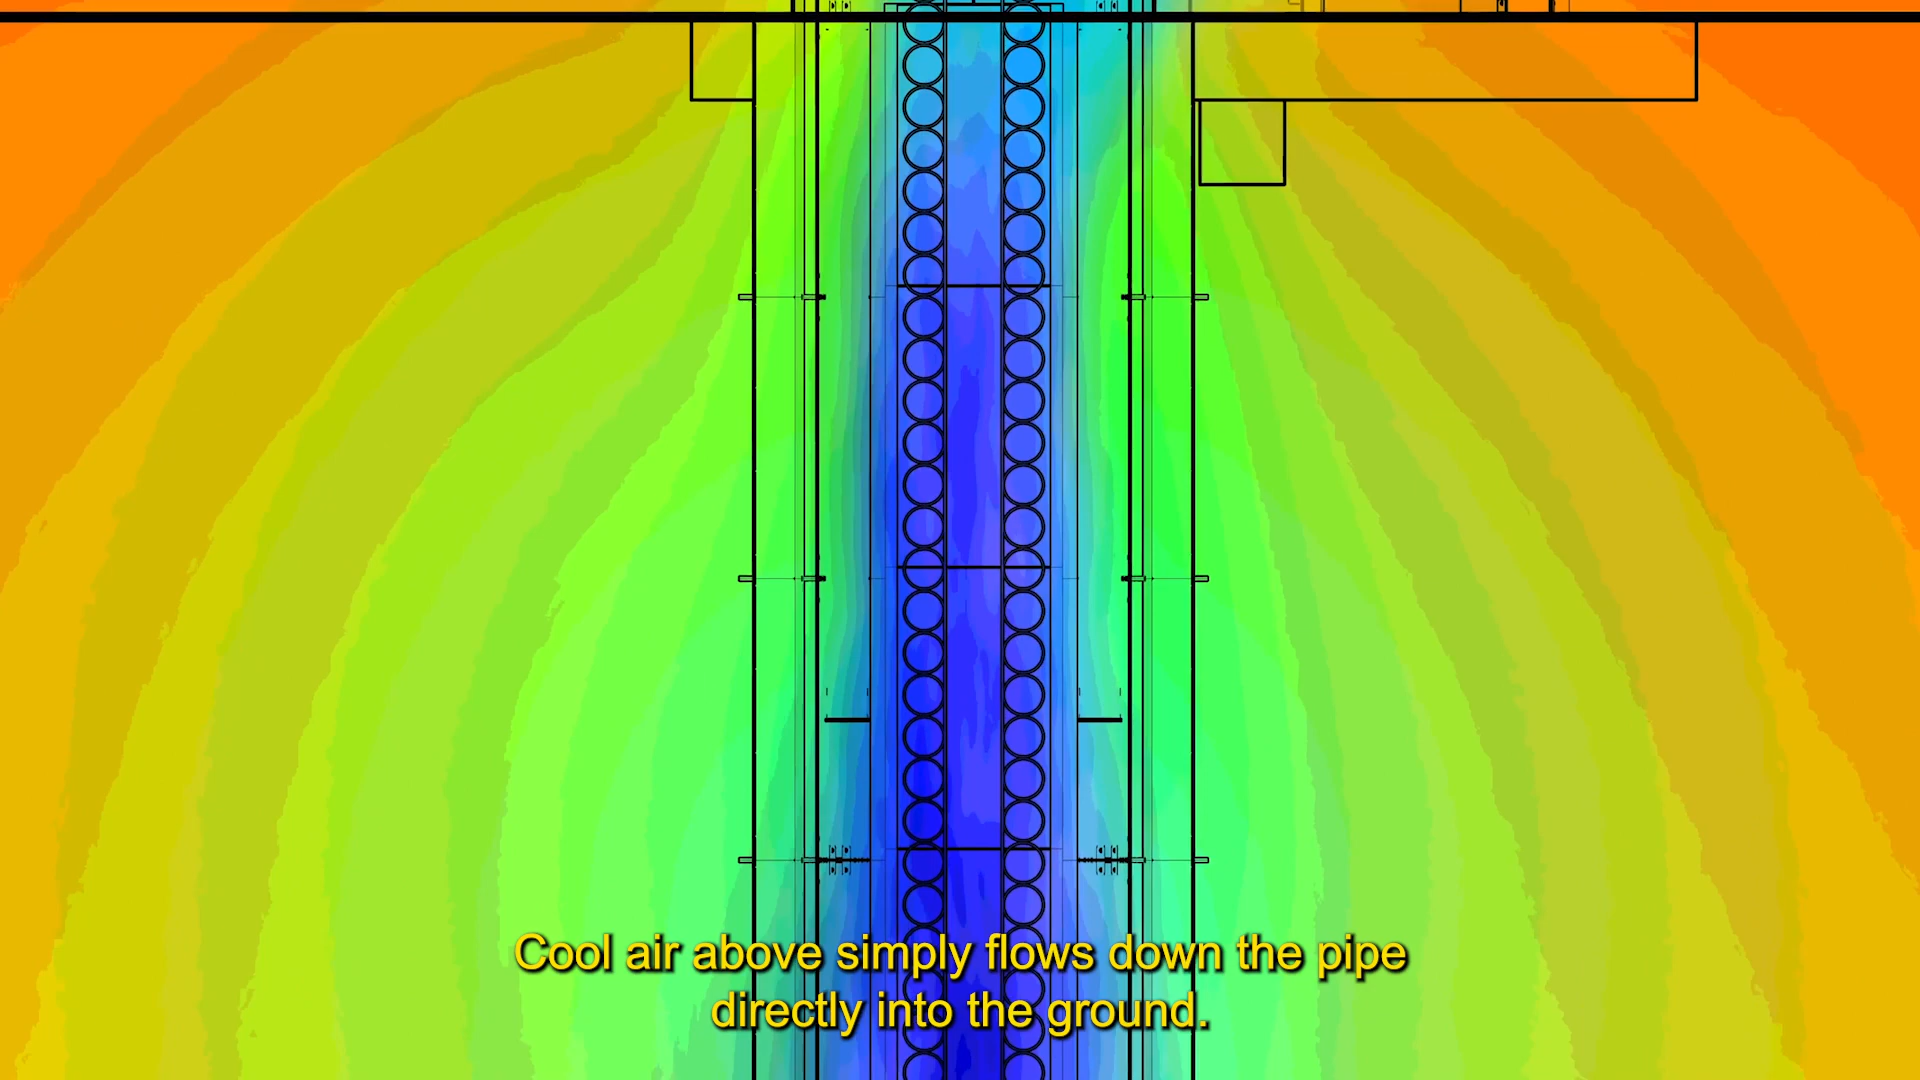 Cool air above simply flows down the pipe
directly into the ground.